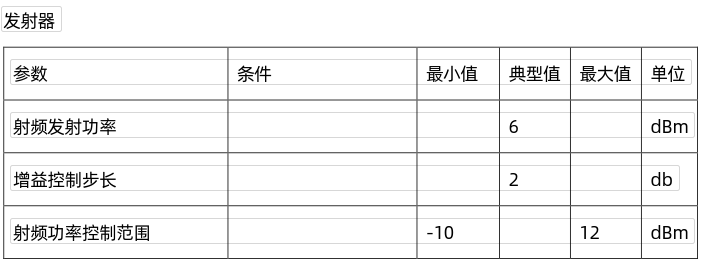 发射器
参数 条件 最小值 典型值 最大值 单位
射频发射功率 6 dBm
增益控制步长 2 db
射频功率控制范围 -10 12 dBm